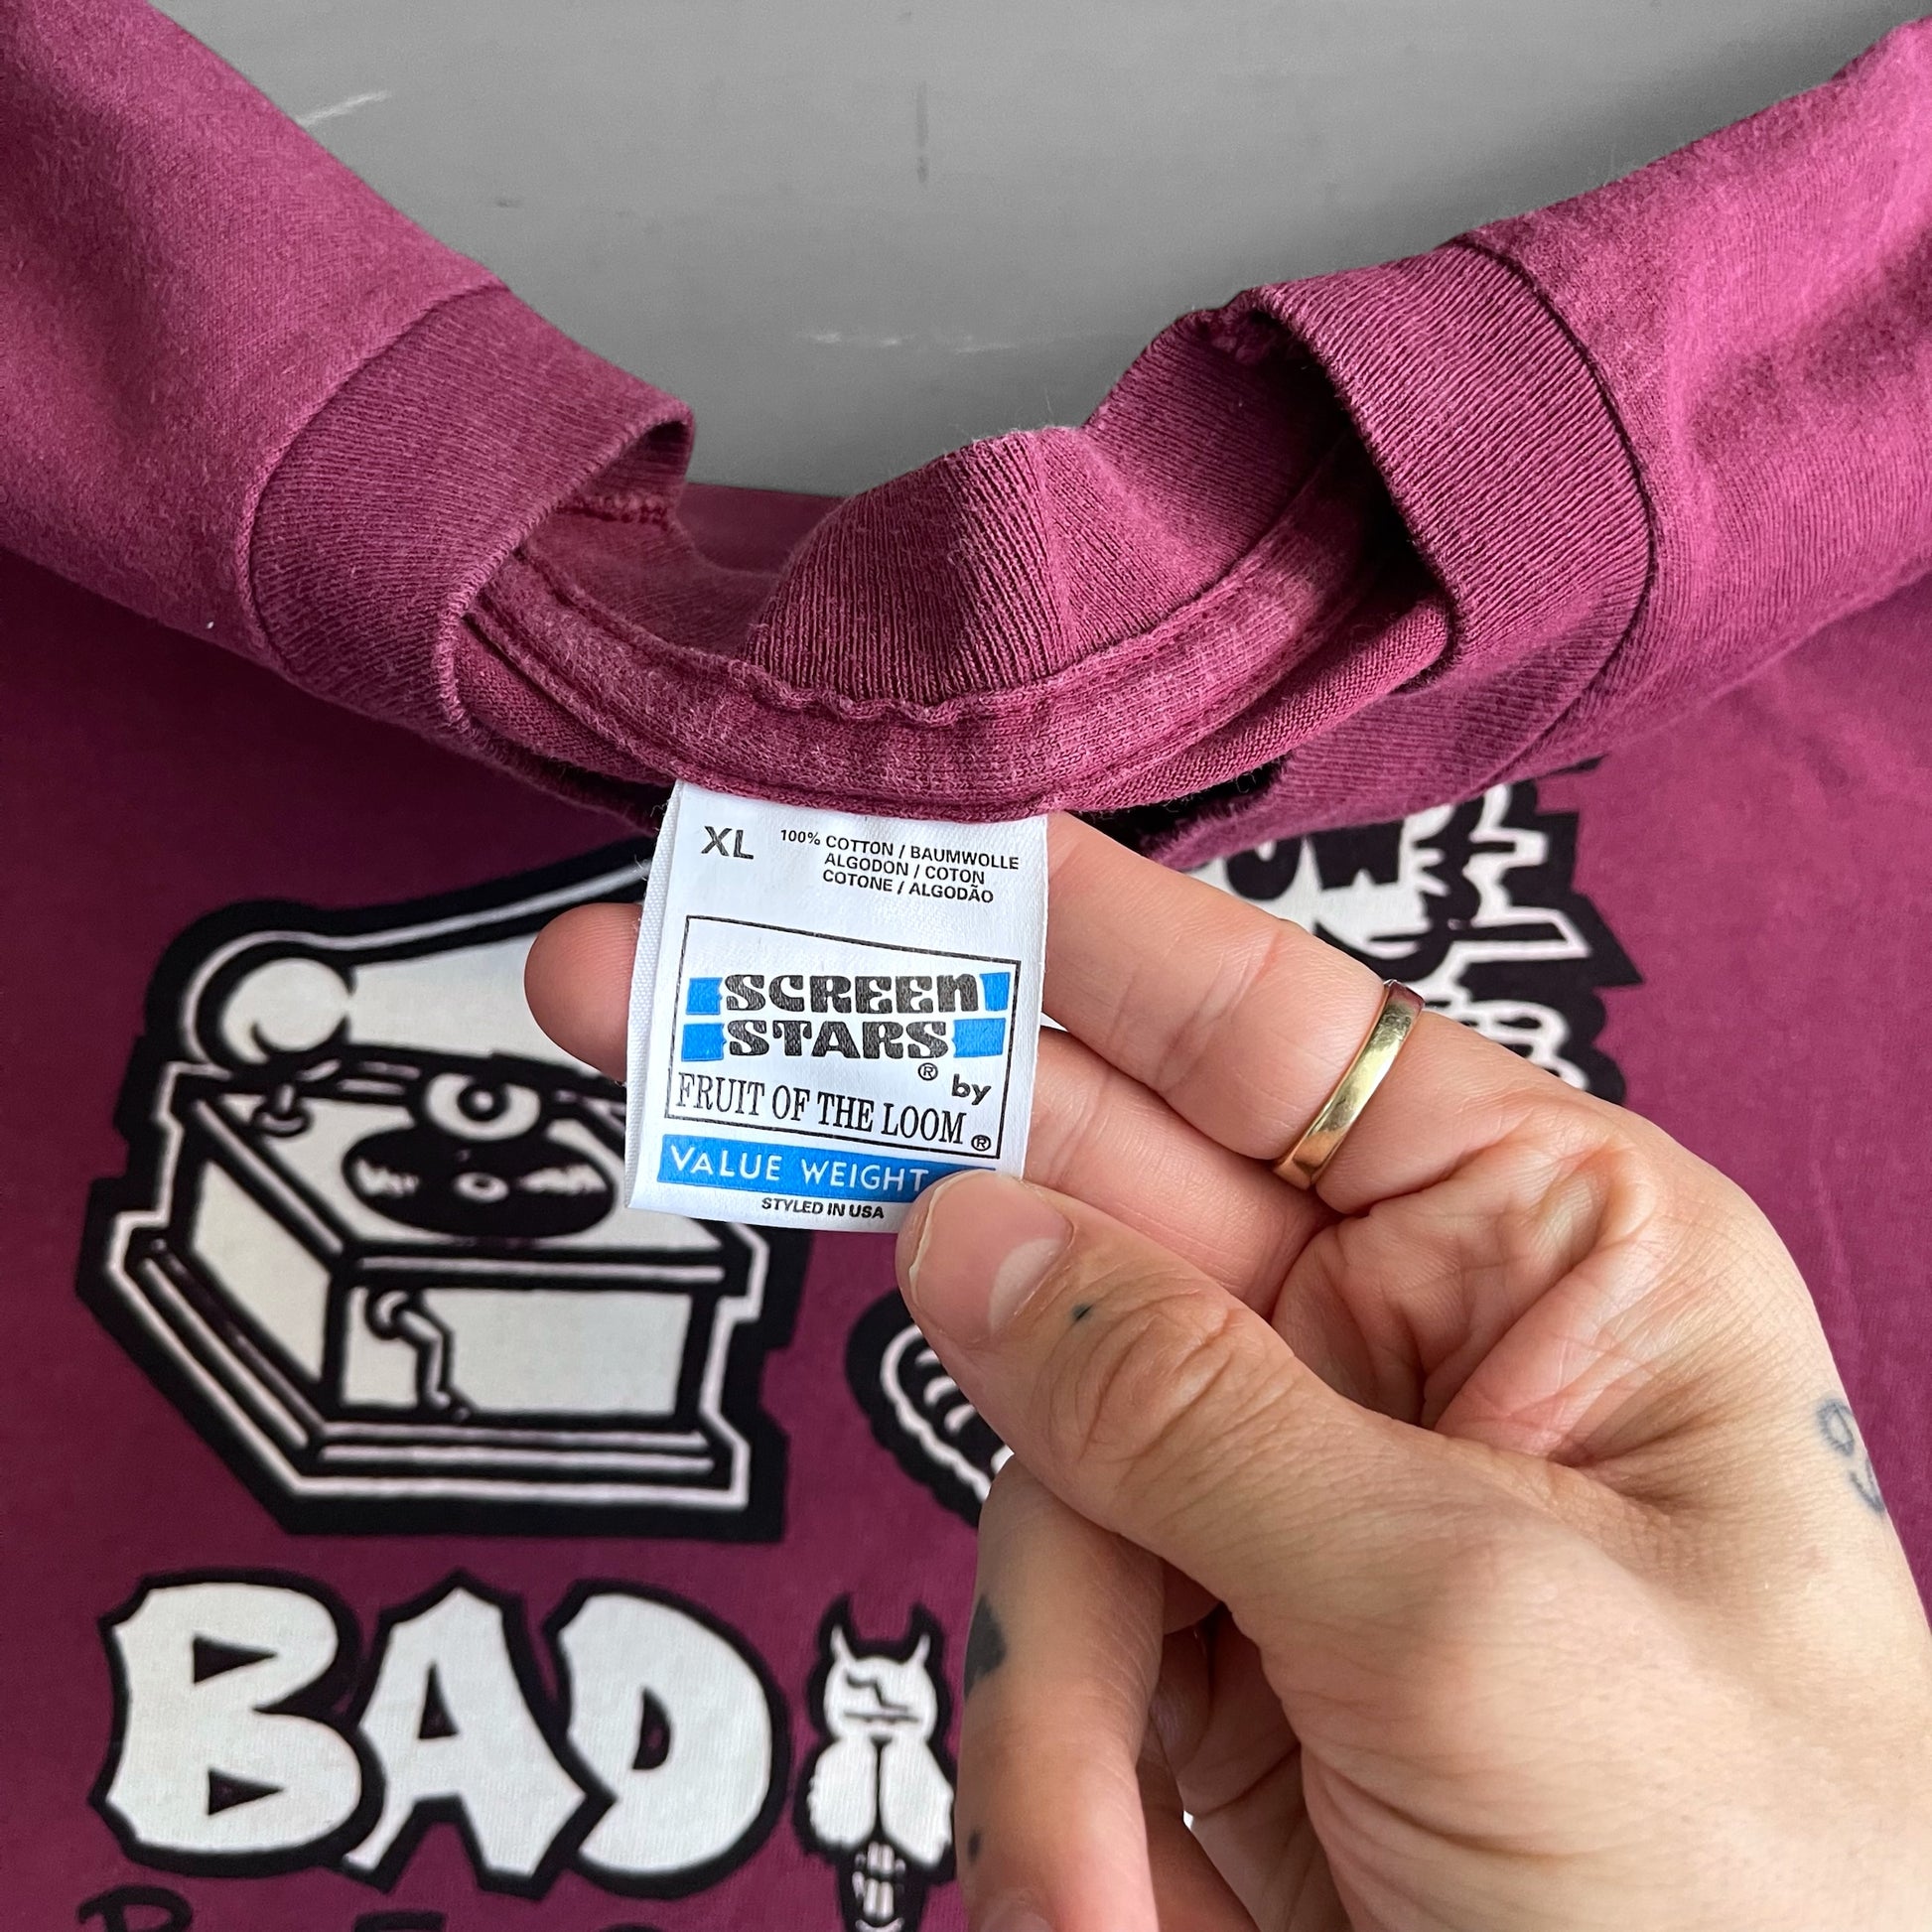 XL
100% COTTON / BAUMWOLLE
ALGODON / COTON
COTONE / ALGODÃO
SCREEN
STARS® by
FRUIT OF THE LOOM®
VALUE WEIGHT
STYLED IN USA
BAD